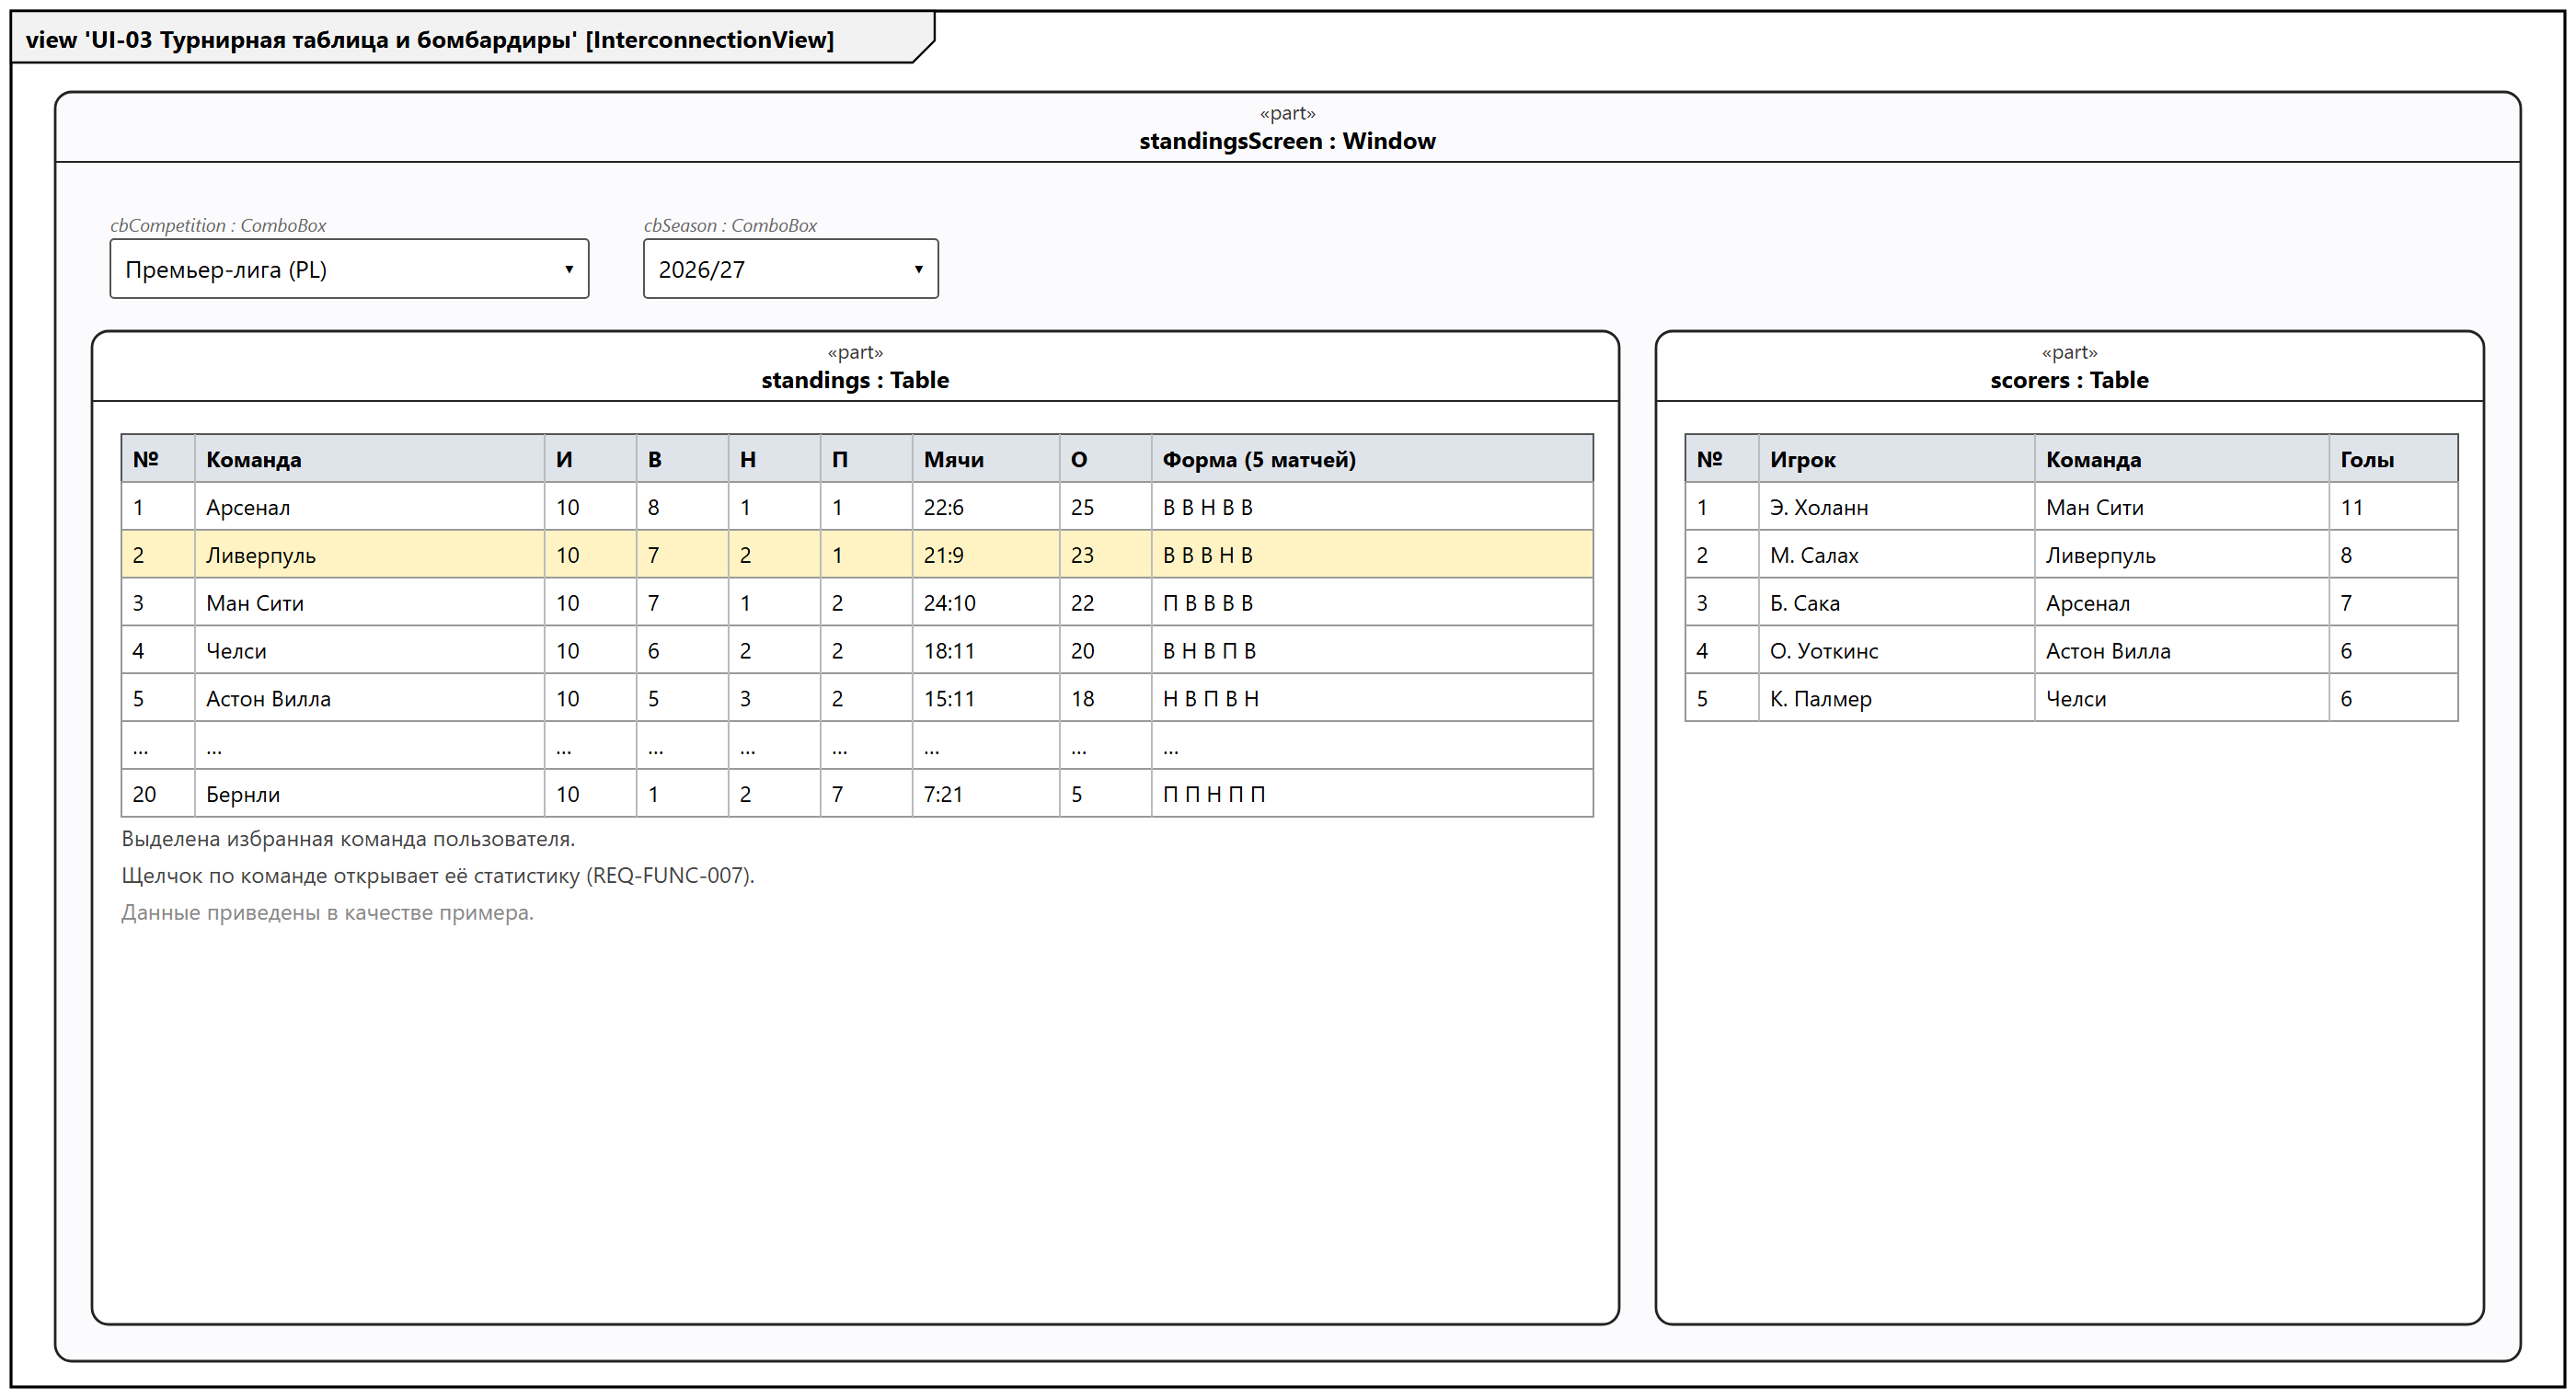 view 'UI-03 Турнирная таблица и бомбардиры' [InterconnectionView]
«part»
standingsScreen : Window
cbCompetition : ComboBox
cbSeason : ComboBox
Премьер-лига (PL) ▼
2026/27 ▼
«part»
standings : Table
№ Команда И В Н П Мячи О Форма (5 матчей)
1 Арсенал 10 8 1 1 22:6 25 В В Н В В
2 Ливерпуль 10 7 2 1 21:9 23 В В В Н В
3 Ман Сити 10 7 1 2 24:10 22 П В В В В
4 Челси 10 6 2 2 18:11 20 В Н В П В
5 Астон Вилла 10 5 3 2 15:11 18 Н В П В Н
... ... ... ... ... ... ... ... ...
20 Бернли 10 1 2 7 7:21 5 П П Н П П
Выделена избранная команда пользователя.
Щелчок по команде открывает её статистику (REQ-FUNC-007).
Данные приведены в качестве примера.
«part»
scorers : Table
№ Игрок Команда Голы
1 Э. Холанн Ман Сити 11
2 М. Салах Ливерпуль 8
3 Б. Сака Арсенал 7
4 О. Уоткинс Астон Вилла 6
5 К. Палмер Челси 6